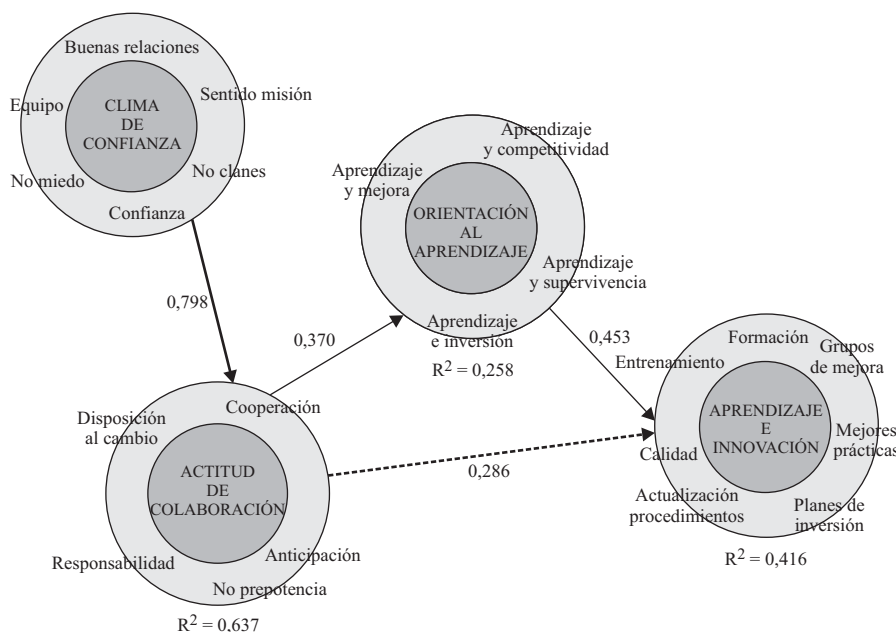 Buenas relaciones
Equipo
Sentido misión
CLIMA
DE
CONFIANZA
No miedo
No clanes
Confianza
Aprendizaje
y competitividad
Aprendizaje
y mejora
ORIENTACIÓN
AL
APRENDIZAJE
Aprendizaje
y supervivencia
Aprendizaje
e inversión
R² = 0,258
0,798
0,370
0,453
0,286
Cooperación
Disposición
al cambio
ACTITUD
DE
COLABORACIÓN
Responsabilidad
Anticipación
No prepotencia
R² = 0,637
Formación
Grupos
de mejora
Entrenamiento
APRENDIZAJE
E
INNOVACIÓN
Mejores
prácticas
Calidad
Actualización
procedimientos
Planes de
inversión
R² = 0,416